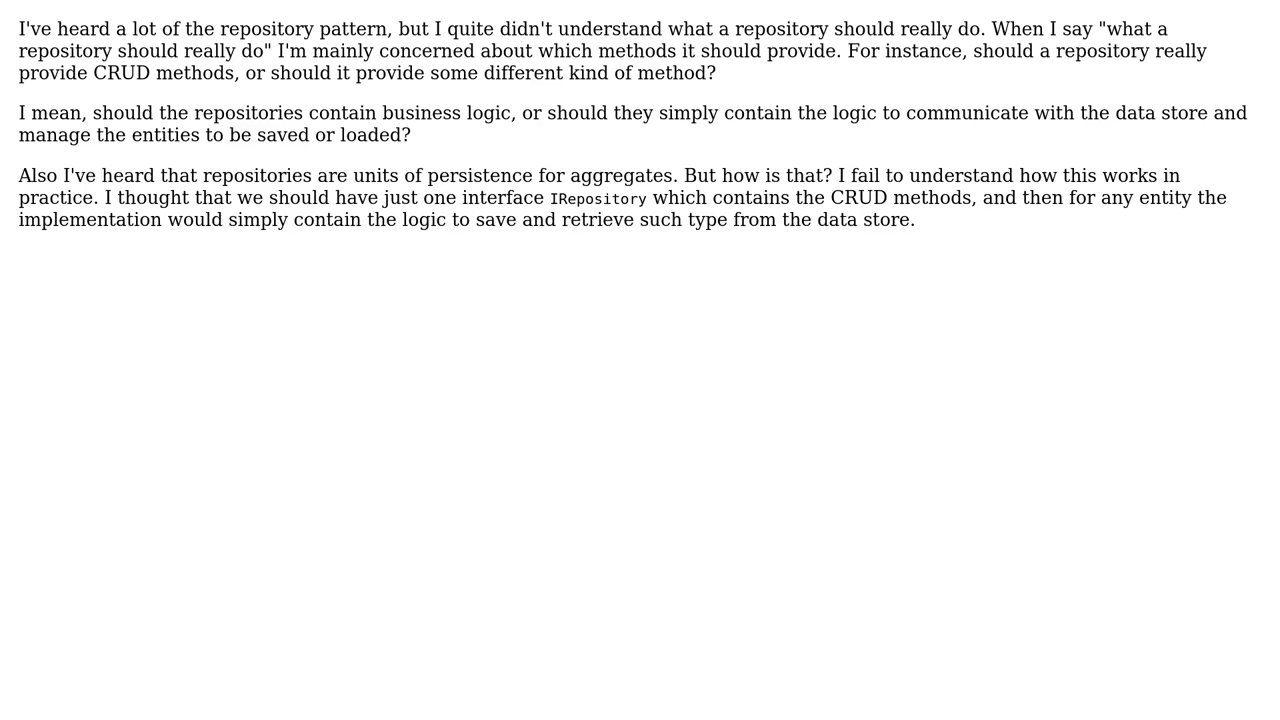 I've heard a lot of the repository pattern, but I quite didn't understand what a repository should really do. When I say "what a
repository should really do" I'm mainly concerned about which methods it should provide. For instance, should a repository really
provide CRUD methods, or should it provide some different kind of method?
I mean, should the repositories contain business logic, or should they simply contain the logic to communicate with the data store and
manage the entities to be saved or loaded?
Also I've heard that repositories are units of persistence for aggregates. But how is that? I fail to understand how this works in
practice. I thought that we should have just one interface IRepository which contains the CRUD methods, and then for any entity the
implementation would simply contain the logic to save and retrieve such type from the data store.